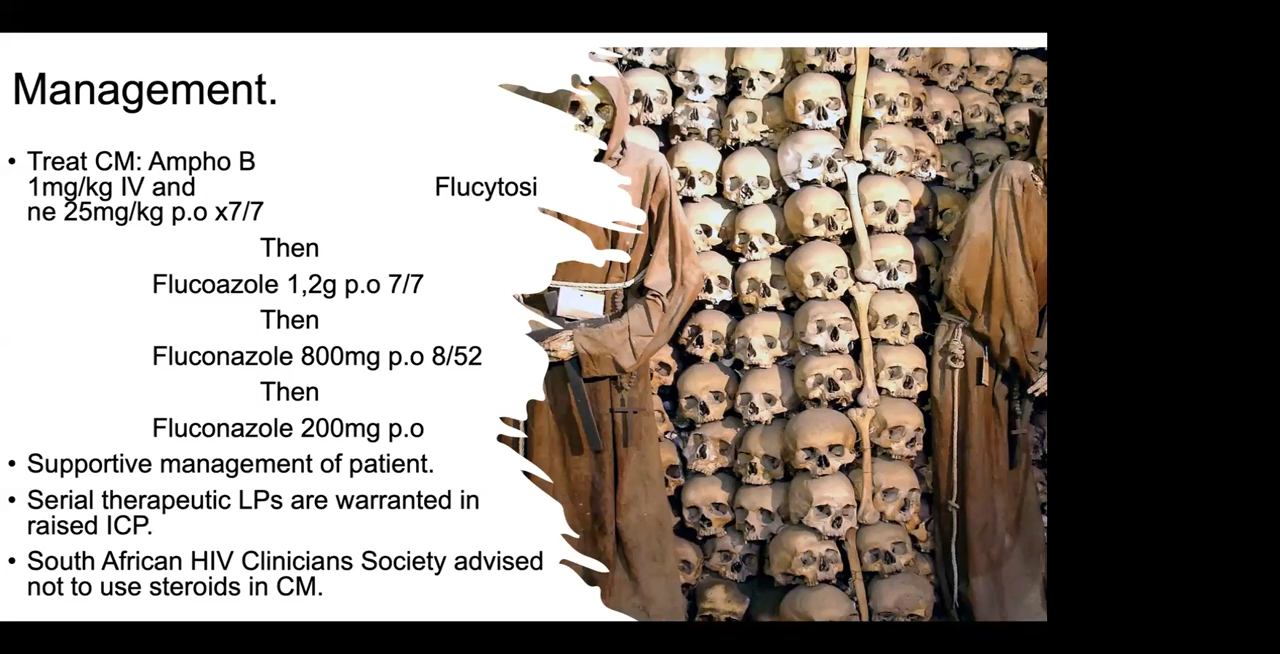 Management.
• Treat CM: Ampho B
1mg/kg IV and Flucytosi
ne 25mg/kg p.o x7/7
Then
Flucoazole 1,2g p.o 7/7
Then
Fluconazole 800mg p.o 8/52
Then
Fluconazole 200mg p.o
• Supportive management of patient.
• Serial therapeutic LPs are warranted in
raised ICP.
• South African HIV Clinicians Society advised
not to use steroids in CM.